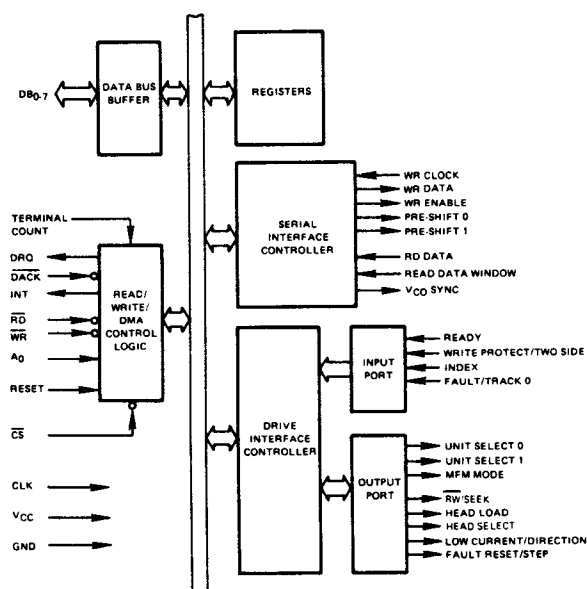 DB0-7
DATA BUS
BUFFER
REGISTERS
SERIAL
INTERFACE
CONTROLLER
WR CLOCK
WR DATA
WR ENABLE
PRE-SHIFT 0
PRE-SHIFT 1
RD DATA
READ DATA WINDOW
VCO SYNC
TERMINAL
COUNT
DRQ
DACK
INT
RD
WR
A0
RESET
CS
READ/
WRITE/
DMA
CONTROL
LOGIC
CLK
VCC
GND
DRIVE
INTERFACE
CONTROLLER
INPUT
PORT
READY
WRITE PROTECT/TWO SIDE
INDEX
FAULT/TRACK 0
OUTPUT
PORT
UNIT SELECT 0
UNIT SELECT 1
MFM MODE
RW/SEEK
HEAD LOAD
HEAD SELECT
LOW CURRENT/DIRECTION
FAULT RESET/STEP